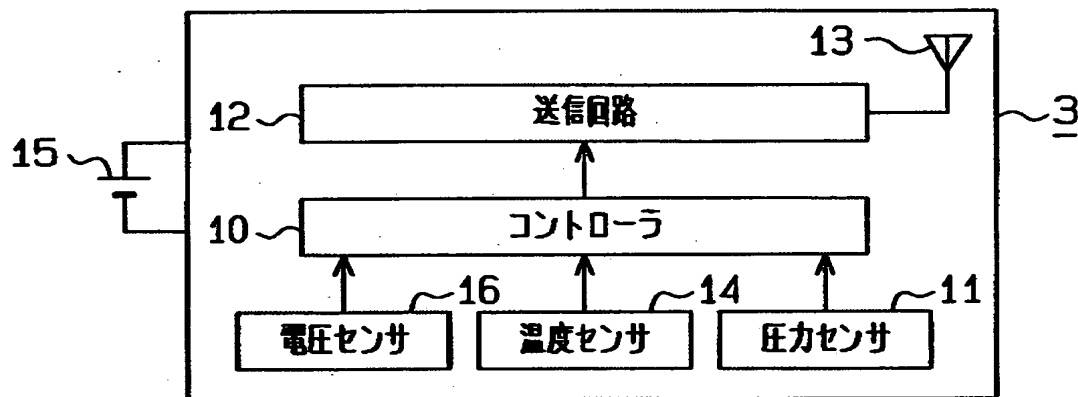 13
12 送信回路 3
15
10 コントローラ
16 14 11
電圧センサ 温度センサ 圧力センサ